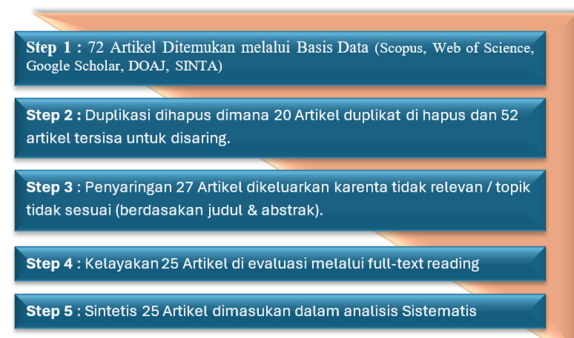 Step 1 : 72 Artikel Ditemukan melalui Basis Data (Scopus, Web of Science,
Google Scholar, DOAJ, SINTA)
Step 2 : Duplikasi dihapus dimana 20 Artikel duplikat di hapus dan 52
artikel tersisa untuk disaring.
Step 3 : Penyaringan 27 Artikel dikeluarkan karenta tidak relevan / topik
tidak sesuai (berdasakan judul & abstrak).
Step 4 : Kelayakan 25 Artikel di evaluasi melalui full-text reading
Step 5 : Sintetis 25 Artikel dimasukan dalam analisis Sistematis